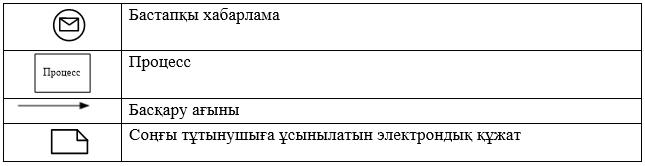 Бастапқы хабарлама
Процесс
Процесс
Басқару ағыны
Соңғы тұтынушыға ұсынылатын электрондық құжат